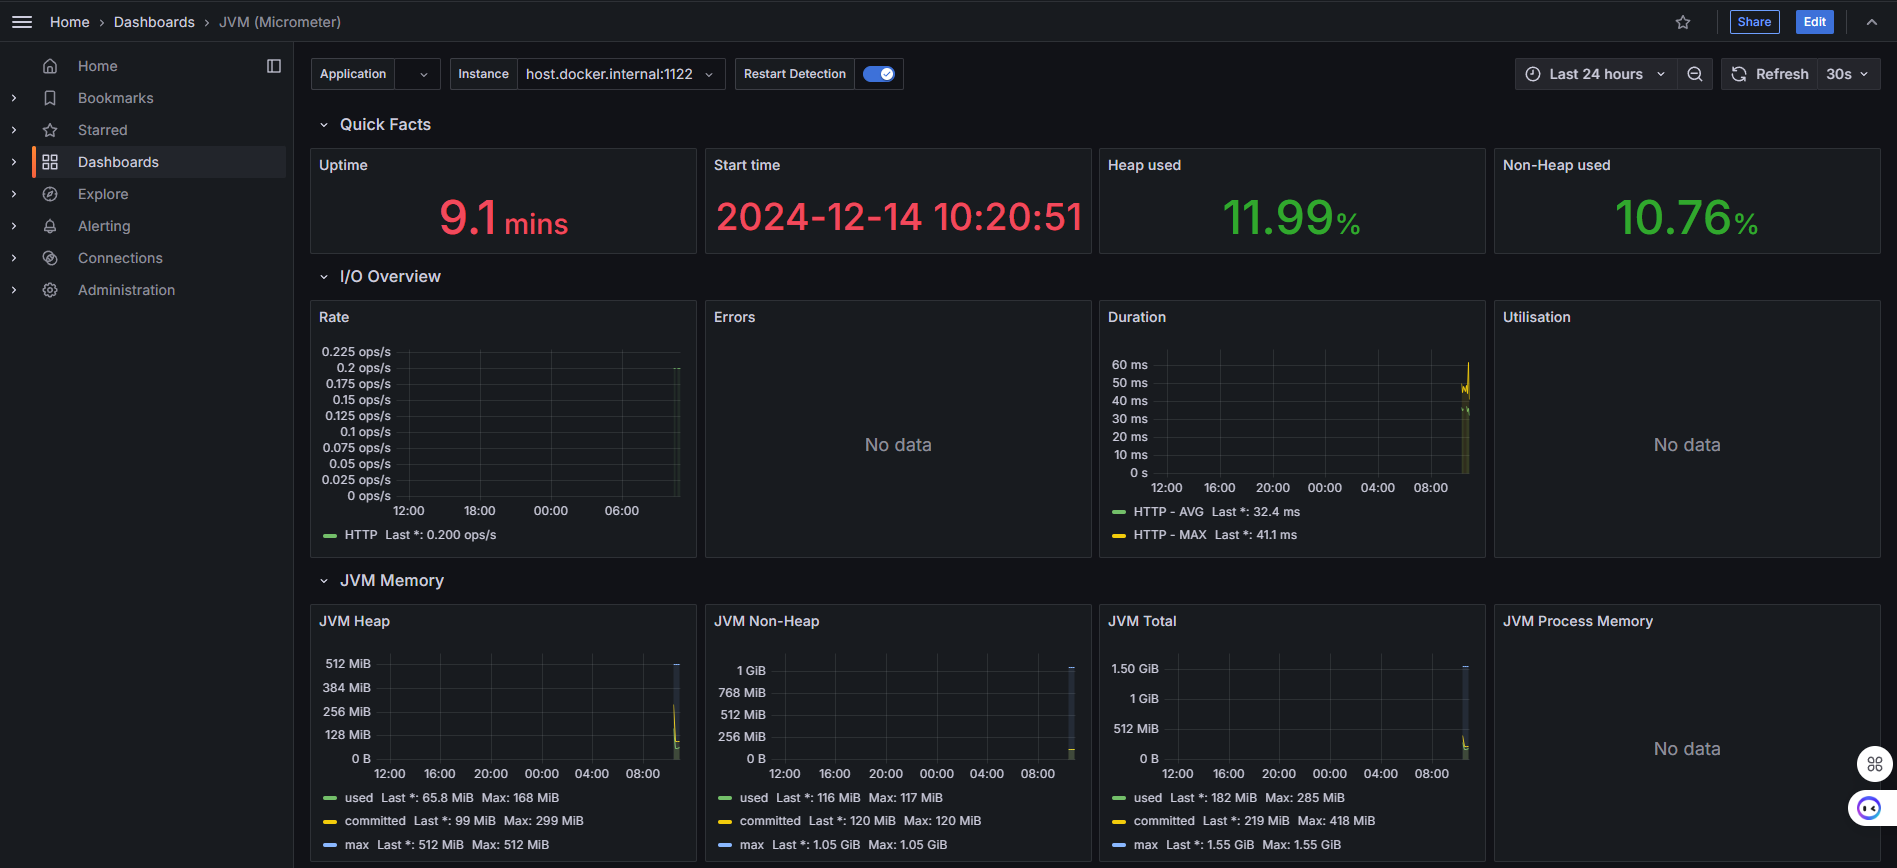 Home › Dashboards › JVM (Micrometer)
Share
Edit
Home
Bookmarks
Starred
Dashboards
Explore
Alerting
Connections
Administration
Application
Instance host.docker.internal:1122
Restart Detection
Last 24 hours
Refresh 30s
Quick Facts
Uptime
9.1 mins
Start time
2024-12-14 10:20:51
Heap used
11.99%
Non-Heap used
10.76%
I/O Overview
Rate
0.225 ops/s
0.2 ops/s
0.175 ops/s
0.15 ops/s
0.125 ops/s
0.1 ops/s
0.075 ops/s
0.05 ops/s
0.025 ops/s
0 ops/s
12:00 18:00 00:00 06:00
HTTP Last *: 0.200 ops/s
Errors
No data
Duration
60 ms
50 ms
40 ms
30 ms
20 ms
10 ms
0 s
12:00 16:00 20:00 00:00 04:00 08:00
HTTP - AVG Last *: 32.4 ms
HTTP - MAX Last *: 41.1 ms
Utilisation
No data
JVM Memory
JVM Heap
512 MiB
384 MiB
256 MiB
128 MiB
0 B
12:00 16:00 20:00 00:00 04:00 08:00
used Last *: 65.8 MiB Max: 168 MiB
committed Last *: 99 MiB Max: 299 MiB
max Last *: 512 MiB Max: 512 MiB
JVM Non-Heap
1 GiB
768 MiB
512 MiB
256 MiB
0 B
12:00 16:00 20:00 00:00 04:00 08:00
used Last *: 116 MiB Max: 117 MiB
committed Last *: 120 MiB Max: 120 MiB
max Last *: 1.05 GiB Max: 1.05 GiB
JVM Total
1.50 GiB
1 GiB
512 MiB
0 B
12:00 16:00 20:00 00:00 04:00 08:00
used Last *: 182 MiB Max: 285 MiB
committed Last *: 219 MiB Max: 418 MiB
max Last *: 1.55 GiB Max: 1.55 GiB
JVM Process Memory
No data